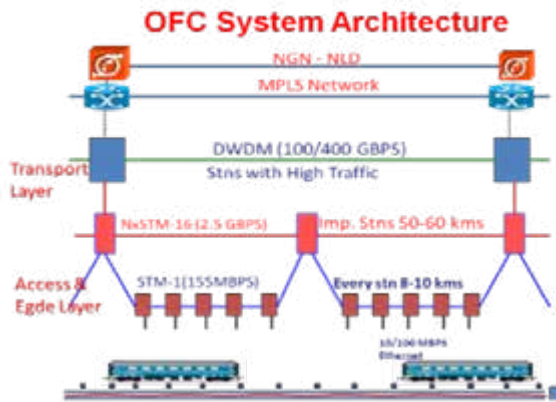 OFC System Architecture
NGN - NLD
MPLS Network
DWDM (100/400 GBPS)
Transport
Layer
Stns with High Traffic
NxSTM-16 (2.5 GBPS)
Imp. Stns 50-60 kms
Access &
Egde Layer
STM-1(155MBPS)
Every stn 8-10 kms
10/100 MBPS
Ethernet